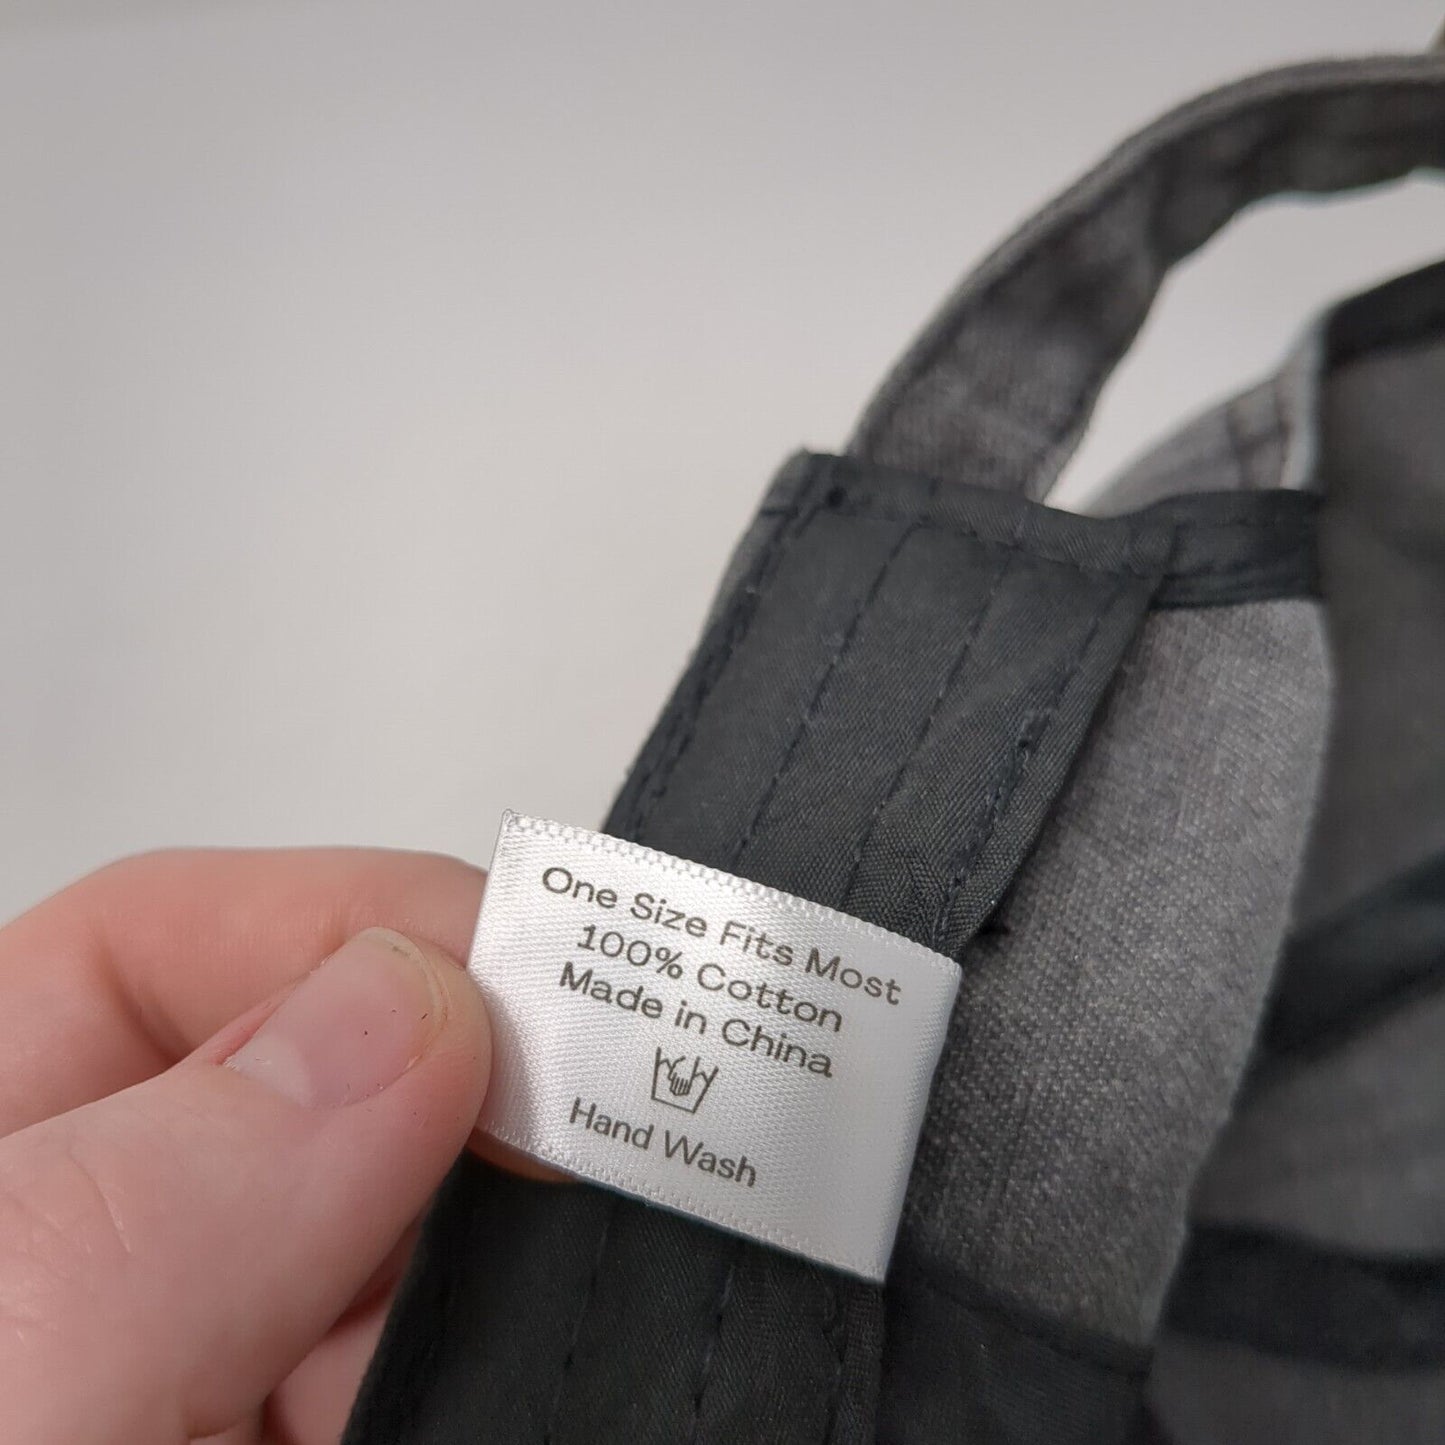 One Size Fits Most
100% Cotton
Made in China
Hand Wash